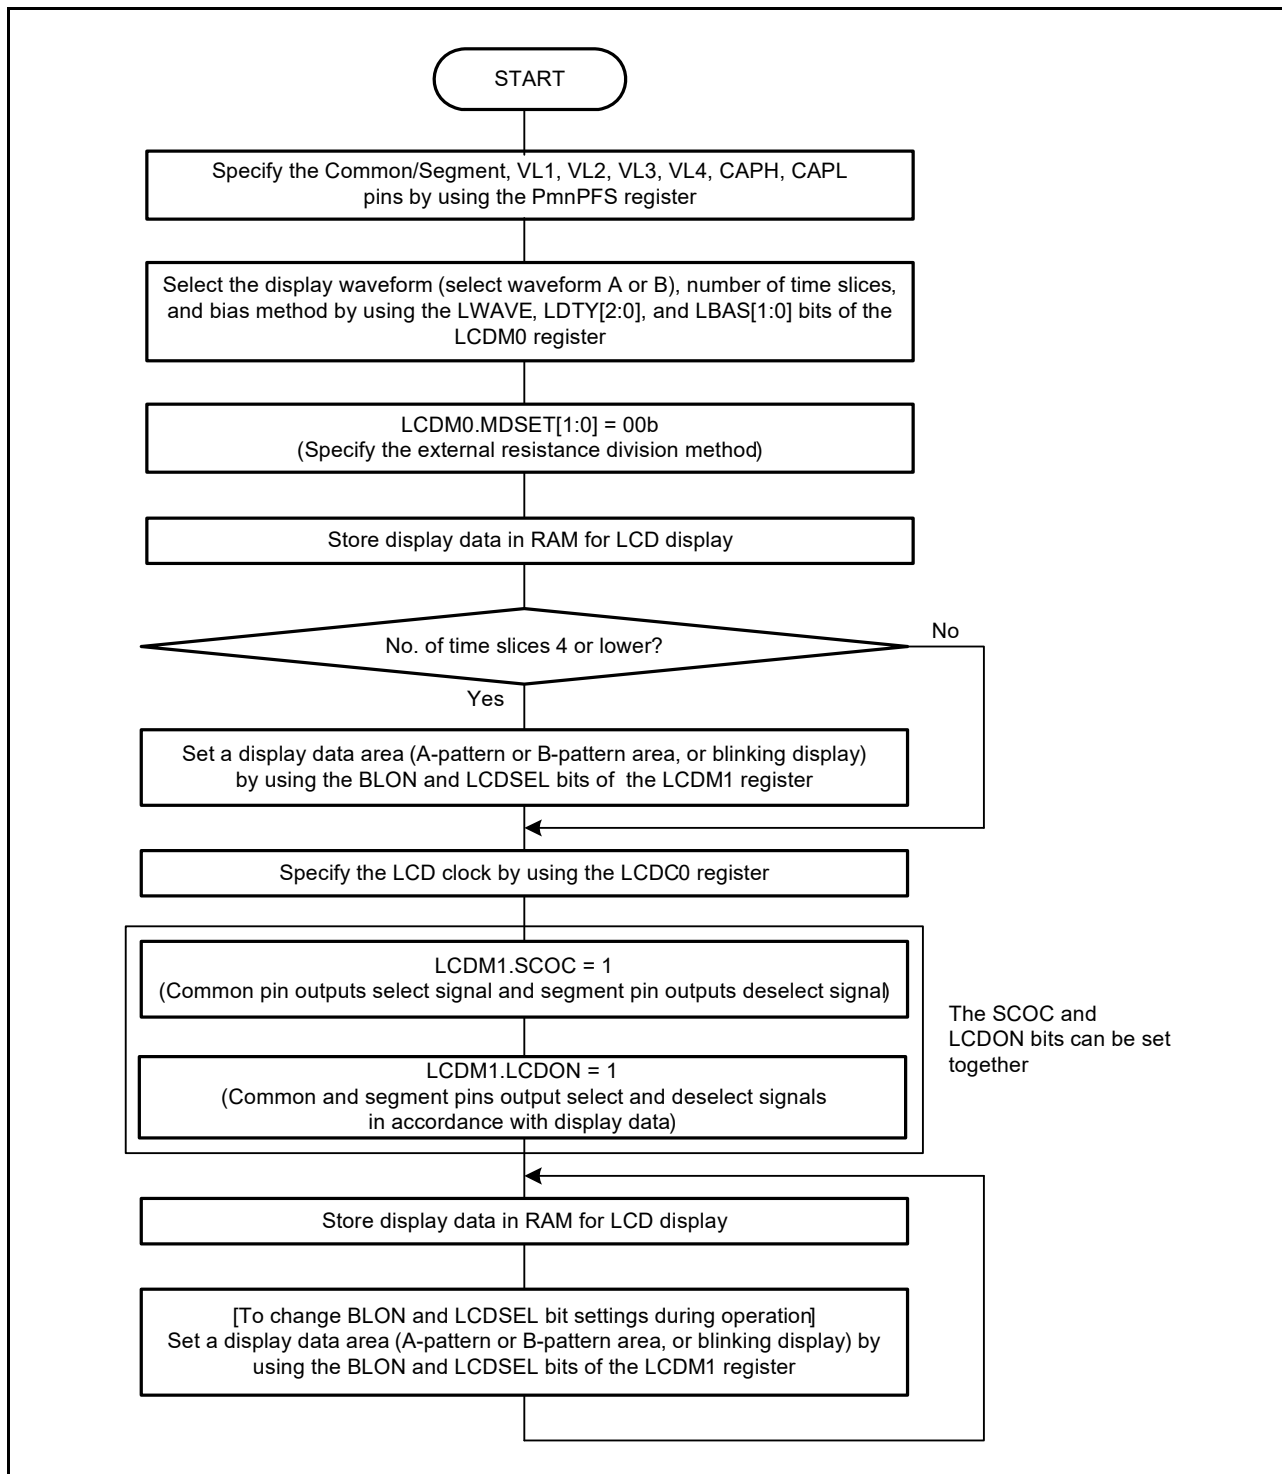 START
Specify the Common/Segment, VL1, VL2, VL3, VL4, CAPH, CAPL
pins by using the PmnPFS register
Select the display waveform (select waveform A or B), number of time slices,
and bias method by using the LWAVE, LDTY[2:0], and LBAS[1:0] bits of the
LCDM0 register
LCDM0.MDSET[1:0] = 00b
(Specify the external resistance division method)
Store display data in RAM for LCD display
No. of time slices 4 or lower?
No
Yes
Set a display data area (A-pattern or B-pattern area, or blinking display)
by using the BLON and LCDSEL bits of the LCDM1 register
Specify the LCD clock by using the LCDC0 register
LCDM1.SCOC = 1
(Common pin outputs select signal and segment pin outputs deselect signal)
The SCOC and
LCDON bits can be set
together
LCDM1.LCDON = 1
(Common and segment pins output select and deselect signals
in accordance with display data)
Store display data in RAM for LCD display
[To change BLON and LCDSEL bit settings during operation]
Set a display data area (A-pattern or B-pattern area, or blinking display) by
using the BLON and LCDSEL bits of the LCDM1 register